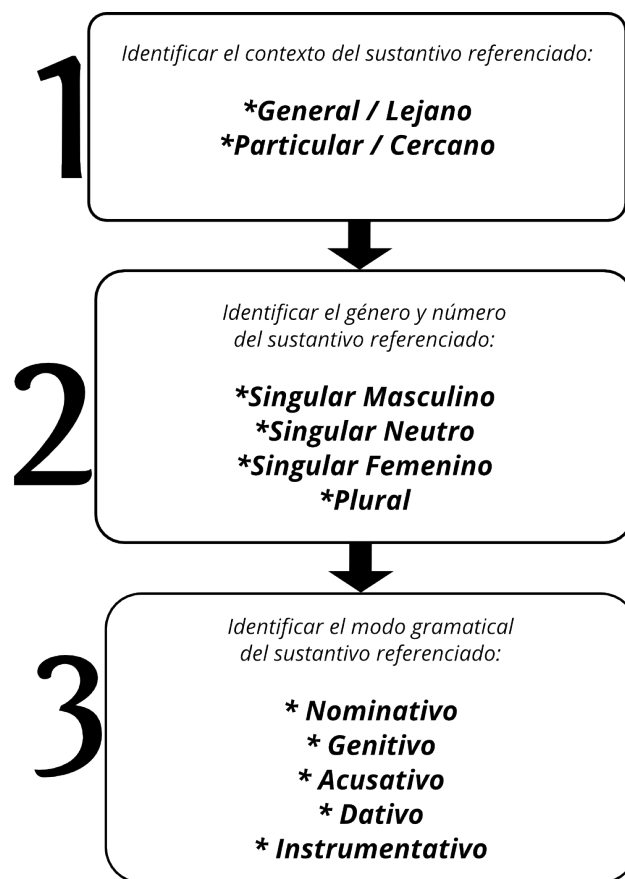 1
Identificar el contexto del sustantivo referenciado:
*General / Lejano
*Particular / Cercano
2
Identificar el género y número
del sustantivo referenciado:
*Singular Masculino
*Singular Neutro
*Singular Femenino
*Plural
3
Identificar el modo gramatical
del sustantivo referenciado:
* Nominativo
* Genitivo
* Acusativo
* Dativo
* Instrumentativo